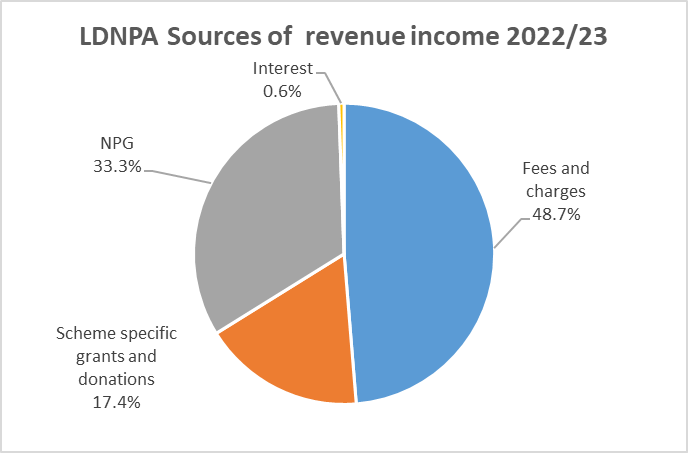 LDNPA Sources of revenue income 2022/23
Interest
0.6%
NPG
33.3%
Fees and
charges
48.7%
Scheme specific
grants and
donations
17.4%